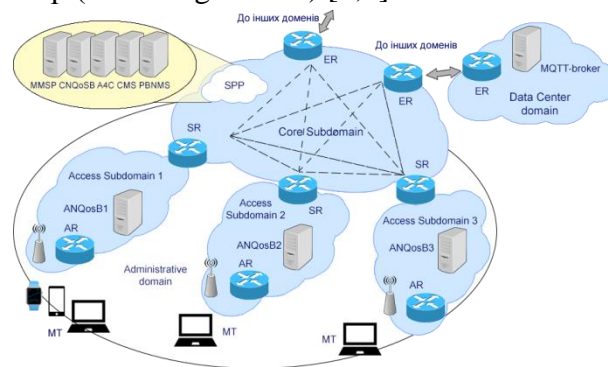 До інших доменів
До інших доменів
MMSP CNQoSB A4C CMS PBNMS
SPP
ER
ER
ER
MQTT-broker
Data Center
domain
SR
Core Subdomain
SR
SR
Access Subdomain 1
ANQosB1
AR
Access
Subdomain 2
ANQosB2
AR
Access Subdomain 3
ANQosB3
AR
Administrative
domain
MT
MT
MT